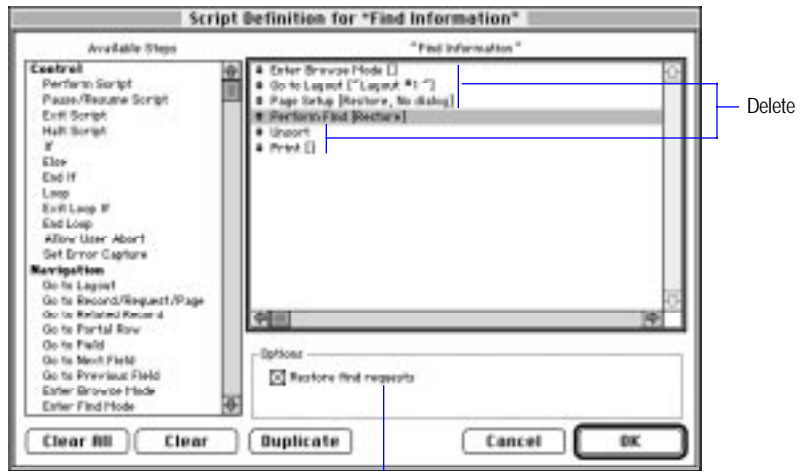 Script Definition for "Find Information"
Available Steps
Control
Perform Script
Pause/Resume Script
Exit Script
Halt Script
If
Else
End If
Loop
Exit Loop If
End Loop
Allow User Abort
Set Error Capture
Navigation
Go to Layout
Go to Record/Request/Page
Go to Related Record
Go to Portal Row
Go to Field
Go to Next Field
Go to Previous Field
Enter Browse Mode
Enter Find Mode
"Find Information"
Enter Browse Mode []
Go to Layout ["Layout #1"]
Page Setup [Restore, No dialog]
Perform Find [Restore]
Unsort
Print []
Delete
Options
Restore find requests
Clear All
Clear
Duplicate
Cancel
OK